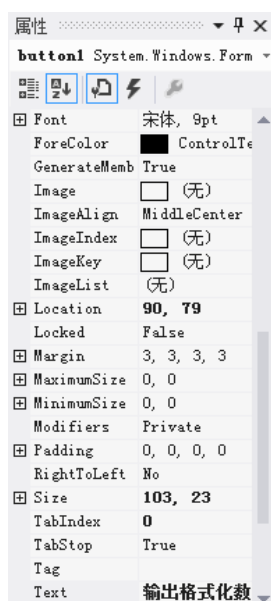 属性
button1 System.Windows.Form
Font 宋体, 9pt
ForeColor ControlTe
GenerateMemb True
Image (无)
ImageAlign MiddleCenter
ImageIndex (无)
ImageKey (无)
ImageList (无)
Location 90, 79
Locked False
Margin 3, 3, 3, 3
MaximumSize 0, 0
MinimumSize 0, 0
Modifiers Private
Padding 0, 0, 0, 0
RightToLeft No
Size 103, 23
TabIndex 0
TabStop True
Tag
Text 输出格式化数